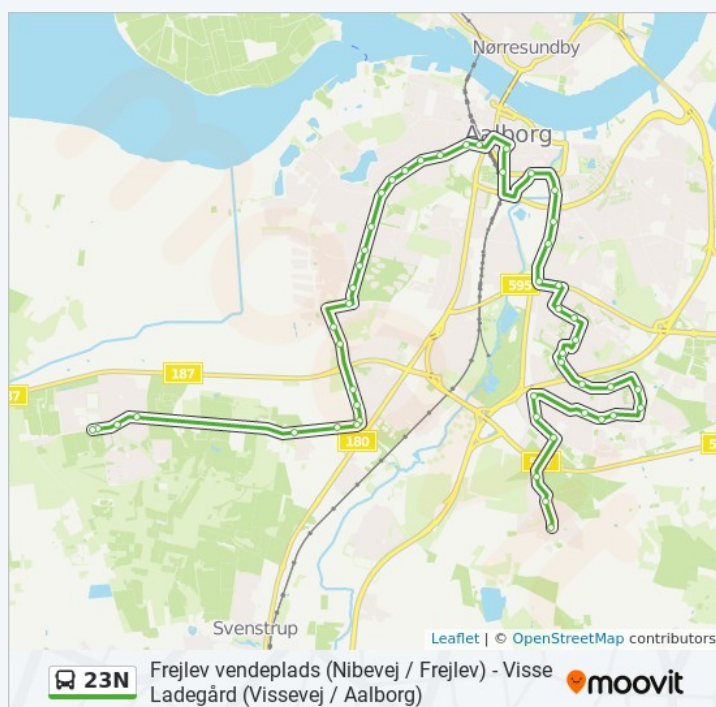 Nørresundby
Aalborg
595
187
187
180
Svenstrup
Leaflet | © OpenStreetMap contributors
23N
Frejlev vendeplads (Nibevej / Frejlev) - Visse
Ladegård (Vissevej / Aalborg)
moovit